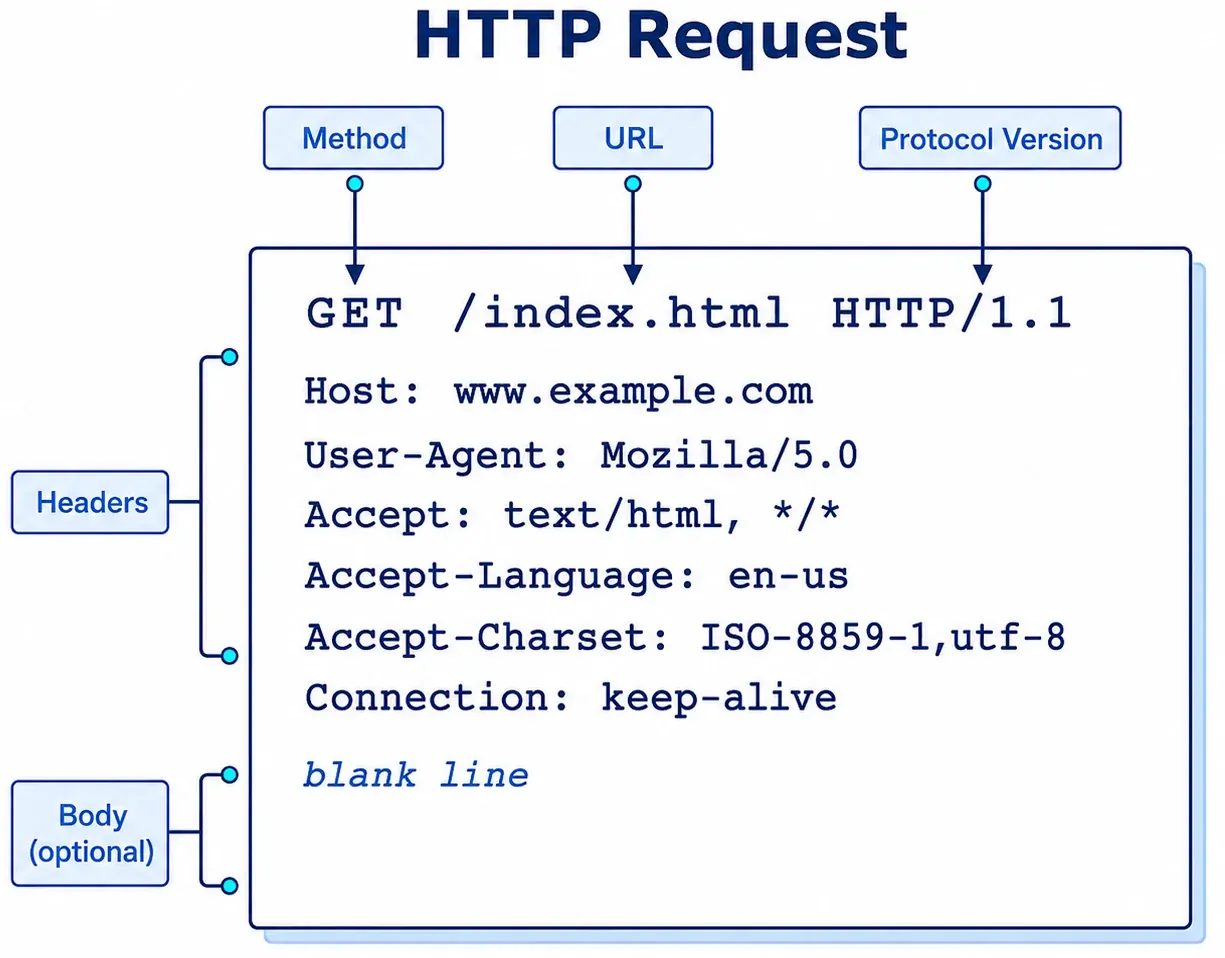 HTTP Request
Method URL Protocol Version
GET /index.html HTTP/1.1
Host: www.example.com
User-Agent: Mozilla/5.0
Headers
Accept: text/html, */*
Accept-Language: en-us
Accept-Charset: ISO-8859-1,utf-8
Connection: keep-alive
blank line
Body
(optional)